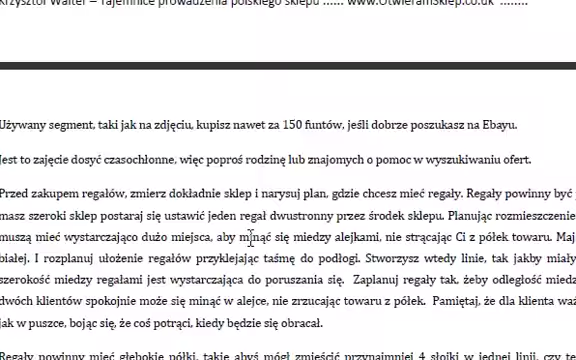 Krzysztof Walter – Tajemnice prowadzenia polskiego sklepu ...... www.OtwieramSklep.co.uk ........
Używany segment, taki jak na zdjęciu, kupisz nawet za 150 funtów, jeśli dobrze poszukasz na Ebayu.
Jest to zajęcie dosyć czasochłonne, więc poproś rodzinę lub znajomych o pomoc w wyszukiwaniu ofert.
Przed zakupem regałów, zmierz dokładnie sklep i narysuj plan, gdzie chcesz mieć regały. Regały powinny być
masz szeroki sklep postaraj się ustawić jeden regał dwustronny przez środek sklepu. Planując rozmieszczenie
muszą mieć wystarczająco dużo miejsca, aby minąć się miedzy alejkami, nie strącając Ci z półek towaru. Maj
białej. I rozplanuj ułożenie regałów przyklejając taśmę do podłogi. Stworzysz wtedy linie, tak jakby miały
szerokość miedzy regałami jest wystarczająca do poruszania się. Zaplanuj regały tak, żeby odległość miedz
dwóch klientów spokojnie może się minąć w alejce, nie zrzucając towaru z półek. Pamiętaj, że dla klienta waż
jak w puszce, bojąc się, że coś potrąci, kiedy będzie się obracał.
Regały powinny mieć głębokie półki, takie abyś mógł zmieścić przynajmniej 4 słoiki w jednej linii, czy te